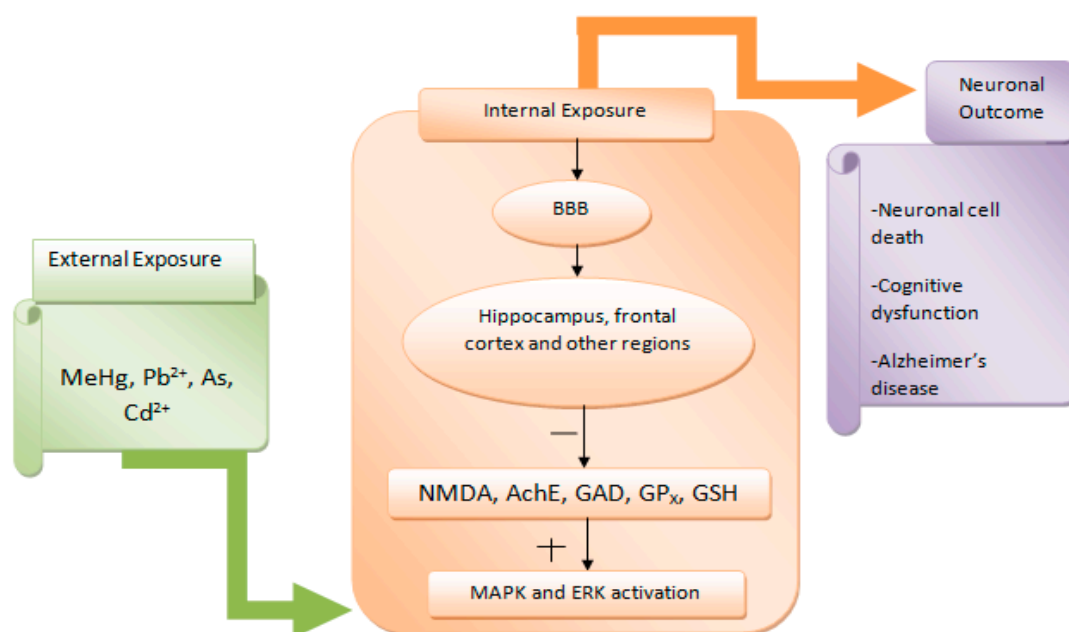 External Exposure
MeHg, Pb²⁺, As,
Cd²⁺
Internal Exposure
BBB
Hippocampus, frontal
cortex and other regions
—
NMDA, AchE, GAD, GPₓ, GSH
+
MAPK and ERK activation
Neuronal
Outcome
-Neuronal cell
death
-Cognitive
dysfunction
-Alzheimer’s
disease